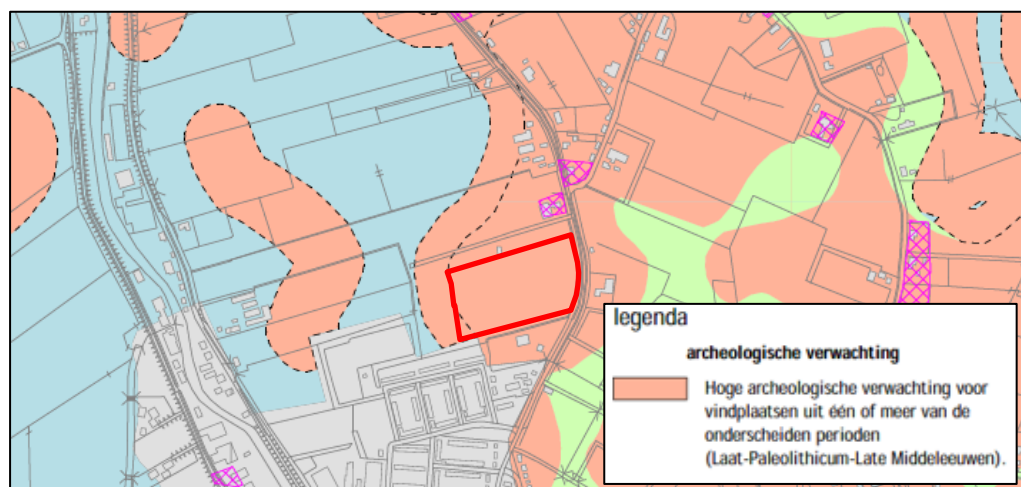 legenda
archeologische verwachting
Hoge archeologische verwachting voor
vindplaatsen uit één of meer van de
onderscheiden perioden
(Laat-Paleolithicum-Late Middeleeuwen).